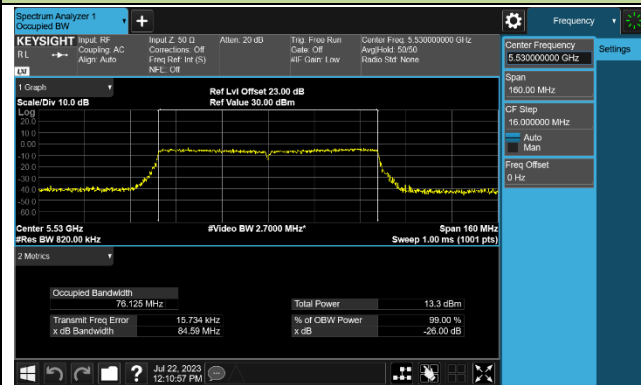 Spectrum Analyzer 1
Occupied BW
Frequency
KEYSIGHT
RL
LXI
Input: RF
Coupling: AC
Align: Auto
Input Z: 50 Ω
Corrections: Off
Freq Ref: Int (S)
NFE: Off
Atten: 20 dB
Trig: Free Run
Gate: Off
#IF Gain: Low
Center Freq: 5.530000000 GHz
Avg|Hold: 50/50
Radio Std: None
Center Frequency
5.530000000 GHz
Settings
Span
160.00 MHz
CF Step
16.000000 MHz
Auto
Man
Freq Offset
0 Hz
1 Graph
Scale/Div 10.0 dB
Ref Lvl Offset 23.00 dB
Ref Value 30.00 dBm
Log
20.0
10.0
0.00
-10.0
-20.0
-30.0
-40.0
-50.0
-60.0
Center 5.53 GHz
#Video BW 2.7000 MHz*
Span 160 MHz
#Res BW 820.00 kHz
Sweep 1.00 ms (1001 pts)
2 Metrics
Occupied Bandwidth
76.125 MHz
Total Power 13.3 dBm
Transmit Freq Error 15.734 kHz
% of OBW Power 99.00 %
x dB Bandwidth 84.59 MHz
x dB -26.00 dB
Jul 22, 2023
12:10:57 PM